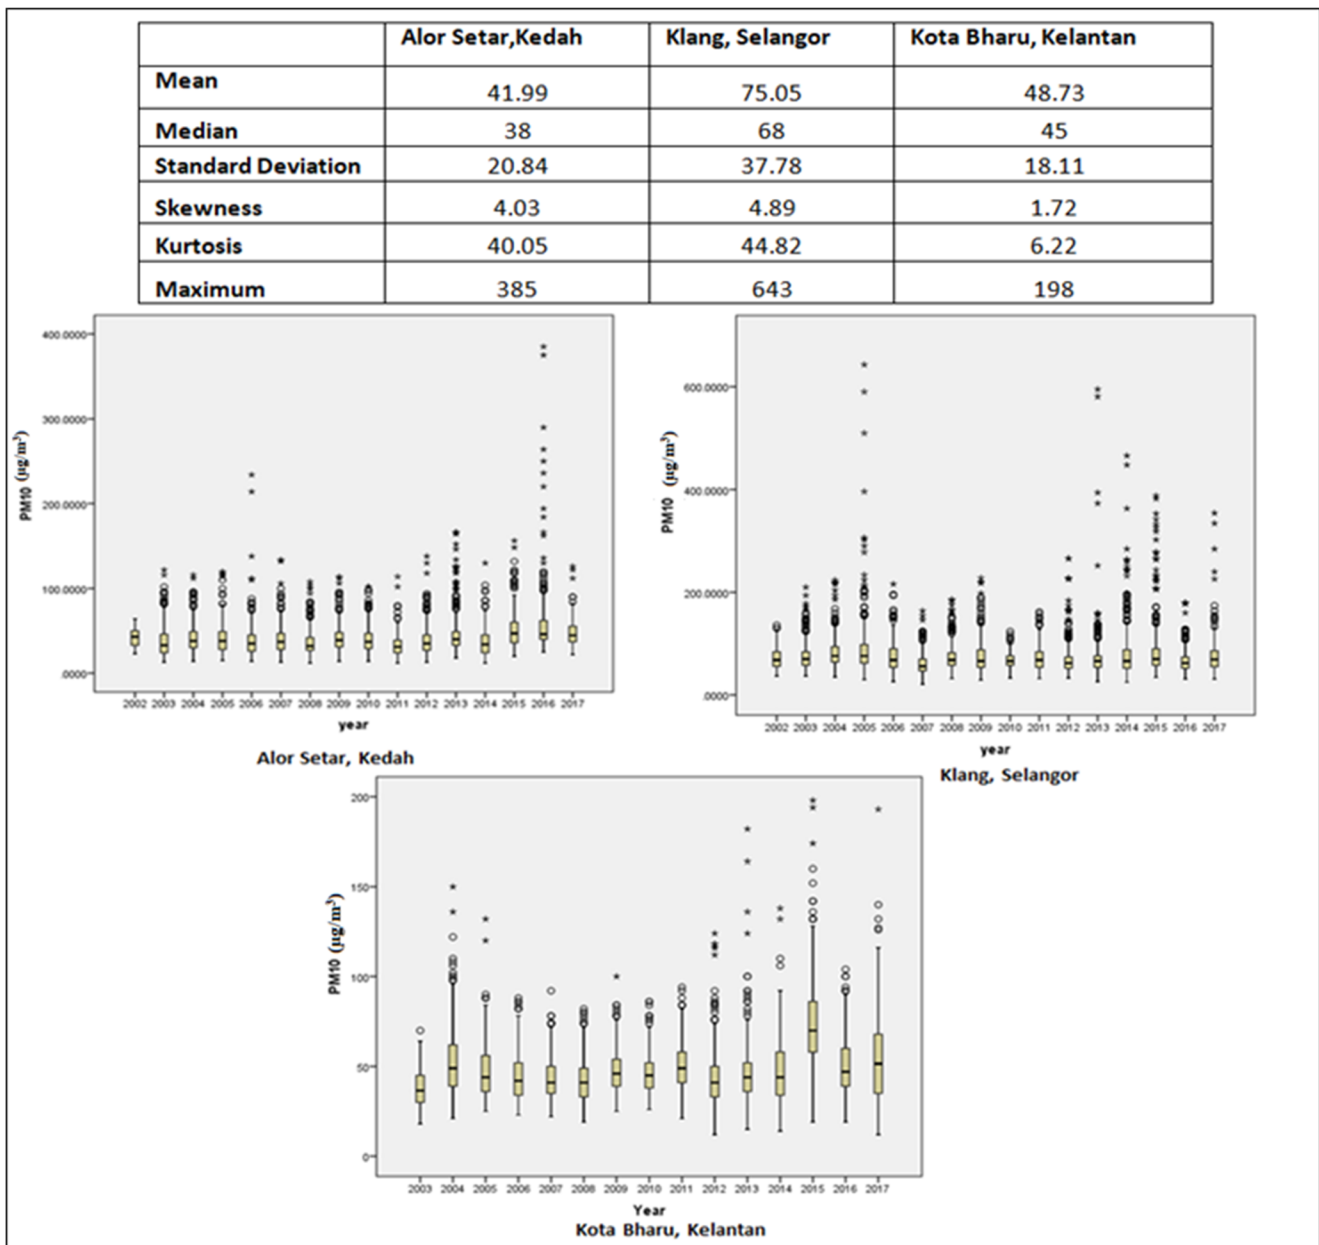 Alor Setar,Kedah Klang, Selangor Kota Bharu, Kelantan
Mean 41.99 75.05 48.73
Median 38 68 45
Standard Deviation 20.84 37.78 18.11
Skewness 4.03 4.89 1.72
Kurtosis 40.05 44.82 6.22
Maximum 385 643 198
PM10 (µg/m³)
400.0000
300.0000
200.0000
100.0000
.0000
2002 2003 2004 2005 2006 2007 2008 2009 2010 2011 2012 2013 2014 2015 2016 2017
year
Alor Setar, Kedah
PM10 (µg/m³)
600.0000
400.0000
200.0000
.0000
2002 2003 2004 2005 2006 2007 2008 2009 2010 2011 2012 2013 2014 2015 2016 2017
year
Klang, Selangor
PM10 (µg/m³)
200
150
100
50
0
2003 2004 2005 2006 2007 2008 2009 2010 2011 2012 2013 2014 2015 2016 2017
Year
Kota Bharu, Kelantan